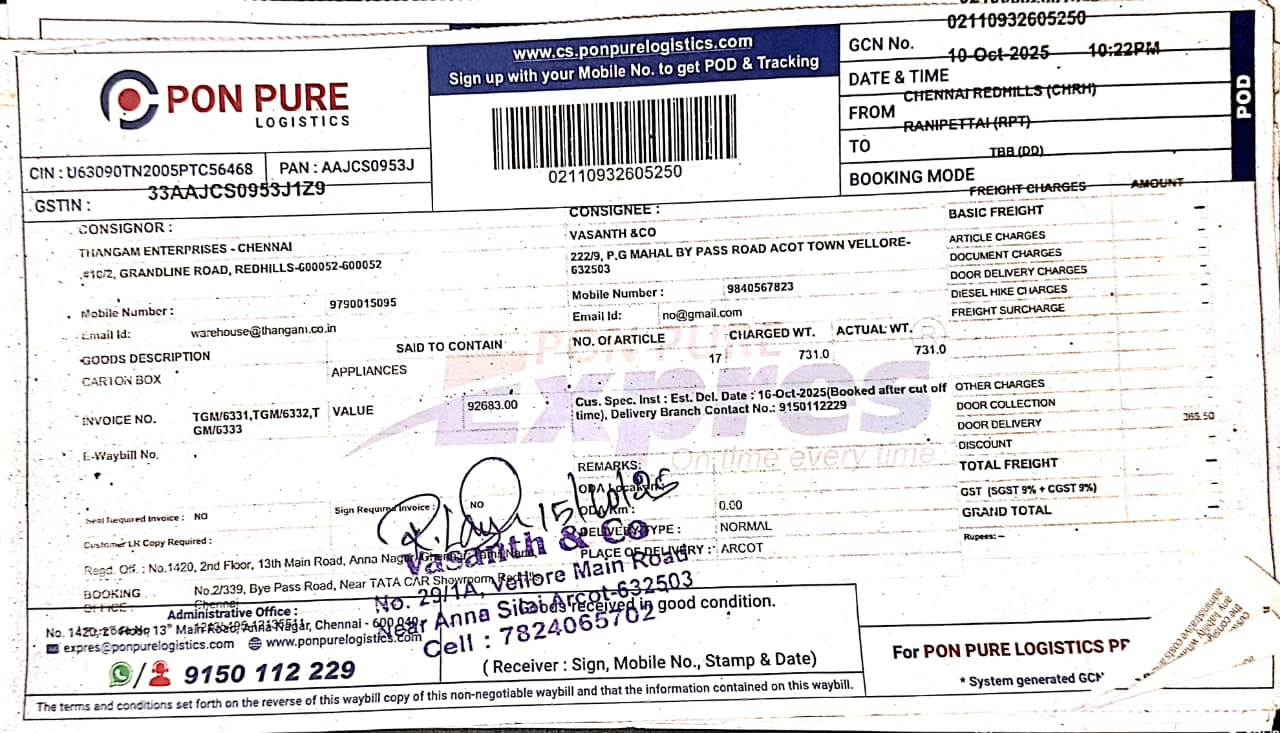 02110932605250
www.cs.ponpurelogistics.com
Sign up with your Mobile No. to get POD & Tracking
GCN No.
10-Oct-2025 10:22PM
DATE & TIME
CHENNAI REDHILLS (CHRH)
FROM
RANIPETTAI (RPT)
TO
TBB (DD)
BOOKING MODE
POD
PON PURE
LOGISTICS
02110932605250
CIN : U63090TN2005PTC56468 PAN : AAJCS0953J
GSTIN : 33AAJCS0953J1Z9
CONSIGNOR :
THANGAM ENTERPRISES - CHENNAI
#10/2, GRANDLINE ROAD, REDHILLS-600052-600052
Mobile Number : 9790015095
Email Id: warehouse@thangam.co.in
GOODS DESCRIPTION SAID TO CONTAIN
CARTON BOX APPLIANCES
INVOICE NO. TGM/6331,TGM/6332,T
GM/6333
VALUE 92683.00
E-Waybill No.
Seal Required Invoice : NO
Sign Required Invoice : NO
Customer LR Copy Required :
CONSIGNEE :
VASANTH &CO
222/9, P.G MAHAL BY PASS ROAD ACOT TOWN VELLORE-
632503
Mobile Number : 9840567823
Email Id: no@gmail.com
NO. Of ARTICLE CHARGED WT. ACTUAL WT.
17 731.0 731.0
PON PURE
Expres
On time every time
Cus. Spec. Inst : Est. Del. Date : 16-Oct-2025(Booked after cut off
time), Delivery Branch Contact No.: 9150112229
REMARKS:
ODA Km : 0.00
DELIVERY TYPE : NORMAL
PLACE OF DELIVERY : ARCOT
FREIGHT CHARGES AMOUNT
BASIC FREIGHT –
ARTICLE CHARGES –
DOCUMENT CHARGES –
DOOR DELIVERY CHARGES –
DIESEL HIKE CHARGES –
FREIGHT SURCHARGE –
OTHER CHARGES –
DOOR COLLECTION –
DOOR DELIVERY 365.50
DISCOUNT –
TOTAL FREIGHT –
GST (SGST 9% + CGST 9%) –
GRAND TOTAL –
Rupees: –
15/10/25
Regd. Off. : No.1420, 2nd Floor, 13th Main Road, Anna Nagar, Chennai, Tamil Nadu
BOOKING OFFICE : No.2/339, Bye Pass Road, Near TATA CAR Showroom,
Chennai
Vasanth & Co
No. 29/1A, Vellore Main Road
Near Anna Silai Arcot-632503
Cell : 7824065702
Administrative Office :
No. 1420, 2nd Floor 13th Main Road, Anna Nagar, Chennai - 600 040
expres@ponpurelogistics.com www.ponpurelogistics.com
9150 112 229
Goods received in good condition.
(Receiver : Sign, Mobile No., Stamp & Date)
For PON PURE LOGISTICS
* System generated GCN
The terms and conditions set forth on the reverse of this waybill copy of this non-negotiable waybill and that the information contained on this waybill.